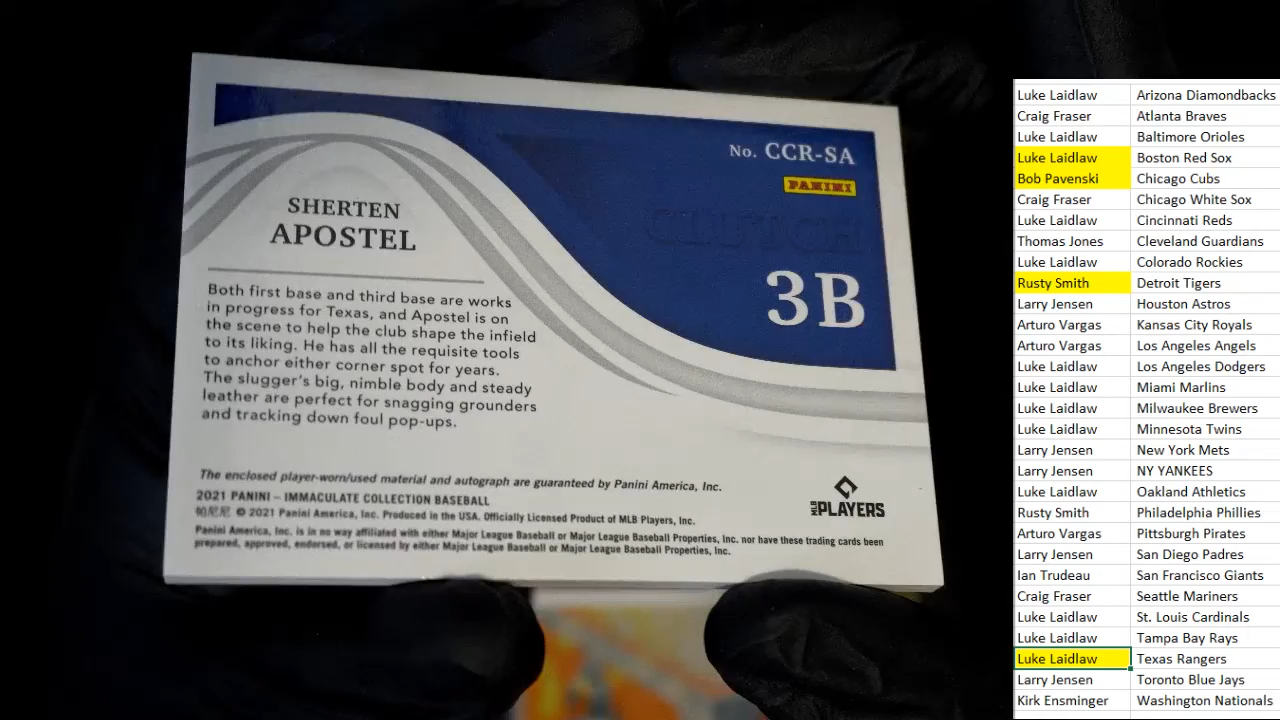 No. CCR-SA
PANINI
CLUTCH
3B
SHERTEN
APOSTEL
Both first base and third base are works
in progress for Texas, and Apostel is on
the scene to help the club shape the infield
to its liking. He has all the requisite tools
to anchor either corner spot for years.
The slugger's big, nimble body and steady
leather are perfect for snagging grounders
and tracking down foul pop-ups.
The enclosed player-worn/used material and autograph are guaranteed by Panini America, Inc.
2021 PANINI – IMMACULATE COLLECTION BASEBALL
帕尼尼 © 2021 Panini America, Inc. Produced in the USA. Officially Licensed Product of MLB Players, Inc.
Panini America, Inc. is in no way affiliated with either Major League Baseball or Major League Baseball Properties, Inc. nor have these trading cards been
prepared, approved, endorsed, or licensed by either Major League Baseball or Major League Baseball Properties, Inc.
MLB PLAYERS
Luke Laidlaw Arizona Diamondbacks
Craig Fraser Atlanta Braves
Luke Laidlaw Baltimore Orioles
Luke Laidlaw Boston Red Sox
Bob Pavenski Chicago Cubs
Craig Fraser Chicago White Sox
Luke Laidlaw Cincinnati Reds
Thomas Jones Cleveland Guardians
Luke Laidlaw Colorado Rockies
Rusty Smith Detroit Tigers
Larry Jensen Houston Astros
Arturo Vargas Kansas City Royals
Arturo Vargas Los Angeles Angels
Luke Laidlaw Los Angeles Dodgers
Luke Laidlaw Miami Marlins
Luke Laidlaw Milwaukee Brewers
Luke Laidlaw Minnesota Twins
Larry Jensen New York Mets
Larry Jensen NY YANKEES
Luke Laidlaw Oakland Athletics
Rusty Smith Philadelphia Phillies
Arturo Vargas Pittsburgh Pirates
Larry Jensen San Diego Padres
Ian Trudeau San Francisco Giants
Craig Fraser Seattle Mariners
Luke Laidlaw St. Louis Cardinals
Luke Laidlaw Tampa Bay Rays
Luke Laidlaw Texas Rangers
Larry Jensen Toronto Blue Jays
Kirk Ensminger Washington Nationals